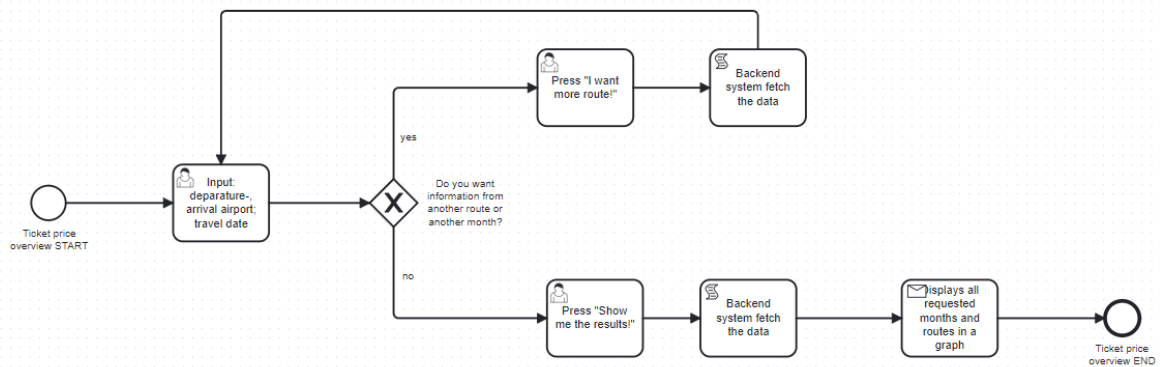 Press "I want
more route!"
Backend
system fetch
the data
yes
Input:
deparature-,
arrival airport;
travel date
Do you want
information from
another route or
another month?
Ticket price
overview START
no
Press "Show
me the results!"
Backend
system fetch
the data
Displays all
requested
months and
routes in a
graph
Ticket price
overview END